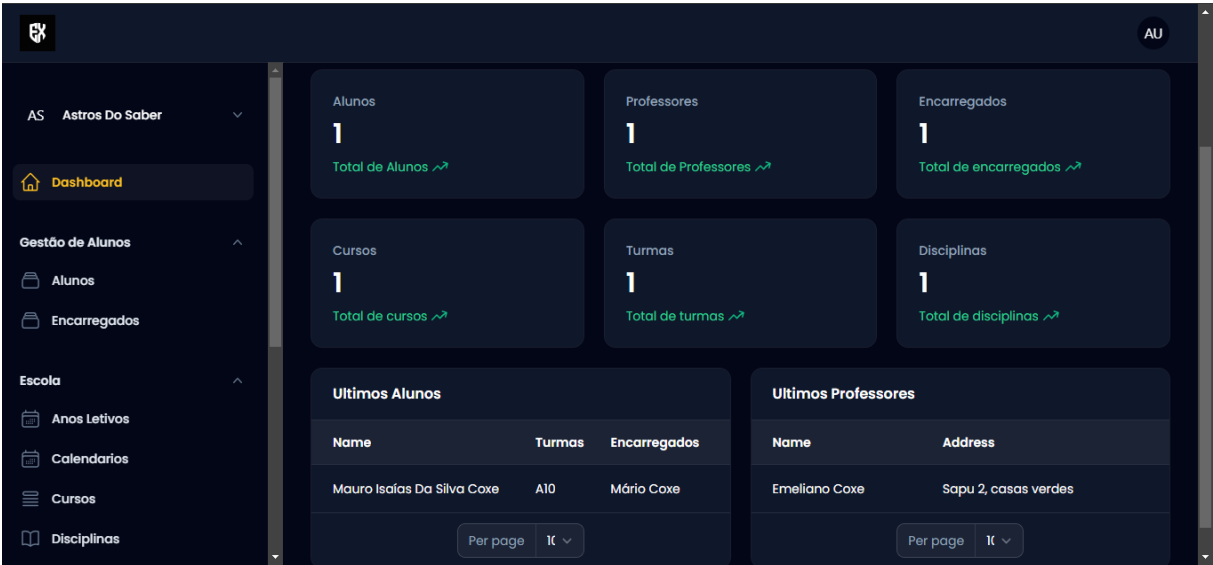 EX
AU
AS Astros Do Saber
Dashboard
Gestão de Alunos
Alunos
Encarregados
Escola
Anos Letivos
Calendarios
Cursos
Disciplinas
Alunos
1
Total de Alunos
Professores
1
Total de Professores
Encarregados
1
Total de encarregados
Cursos
1
Total de cursos
Turmas
1
Total de turmas
Disciplinas
1
Total de disciplinas
Ultimos Alunos
Name Turmas Encarregados
Mauro Isaías Da Silva Coxe A10 Mário Coxe
Per page
Ultimos Professores
Name Address
Emeliano Coxe Sapu 2, casas verdes
Per page